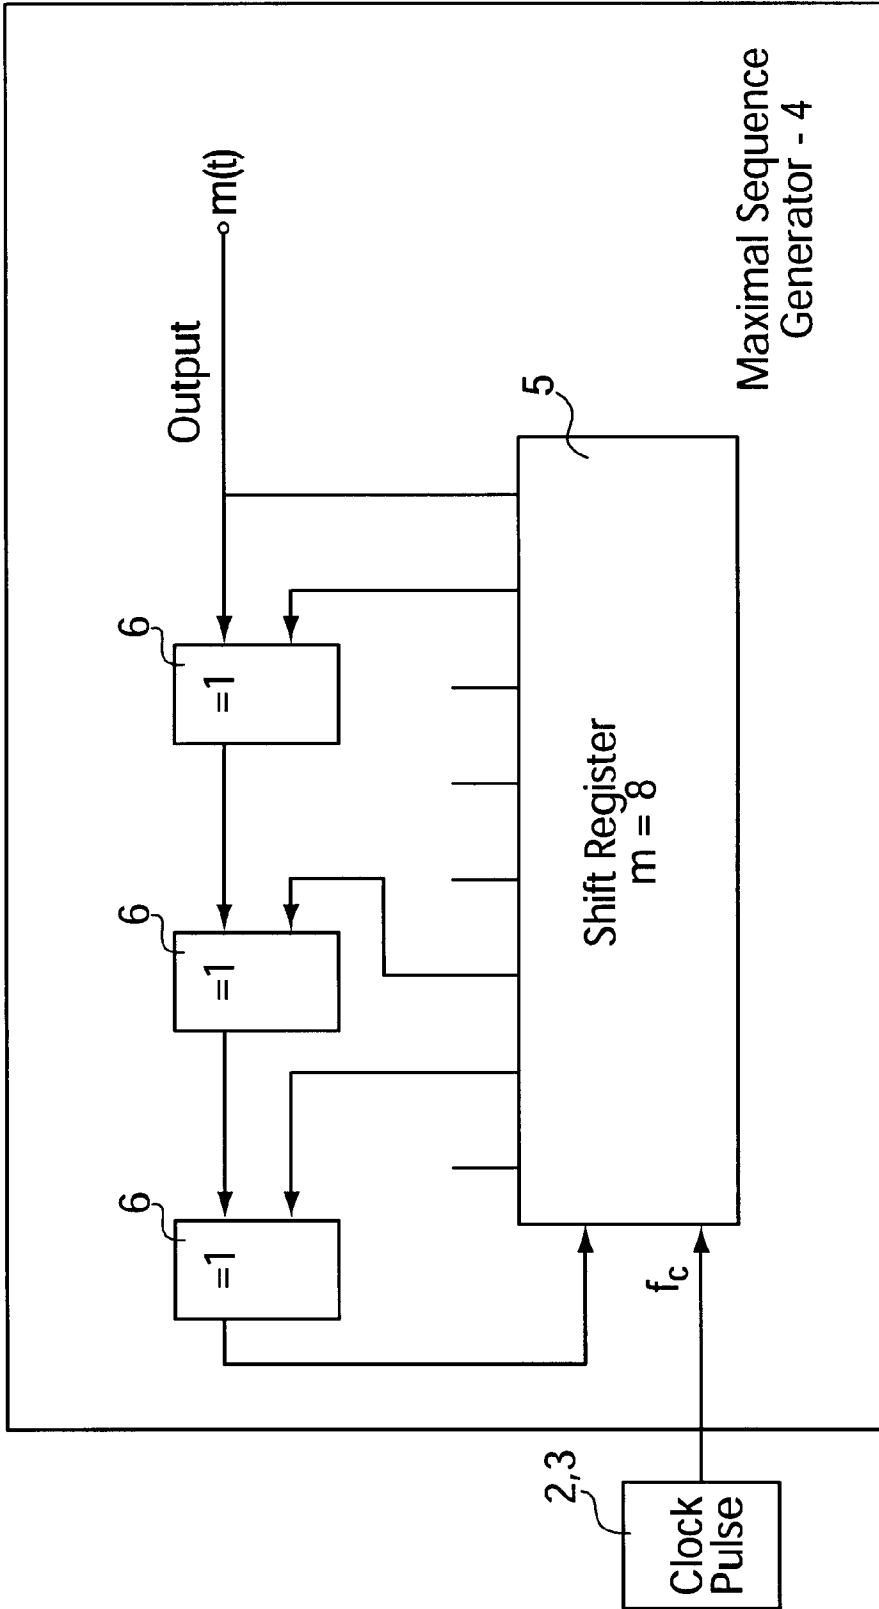 Output
m(t)
6
6
6
=1
=1
=1
5
Shift Register
m = 8
fc
2,3
Clock
Pulse
Maximal Sequence
Generator - 4